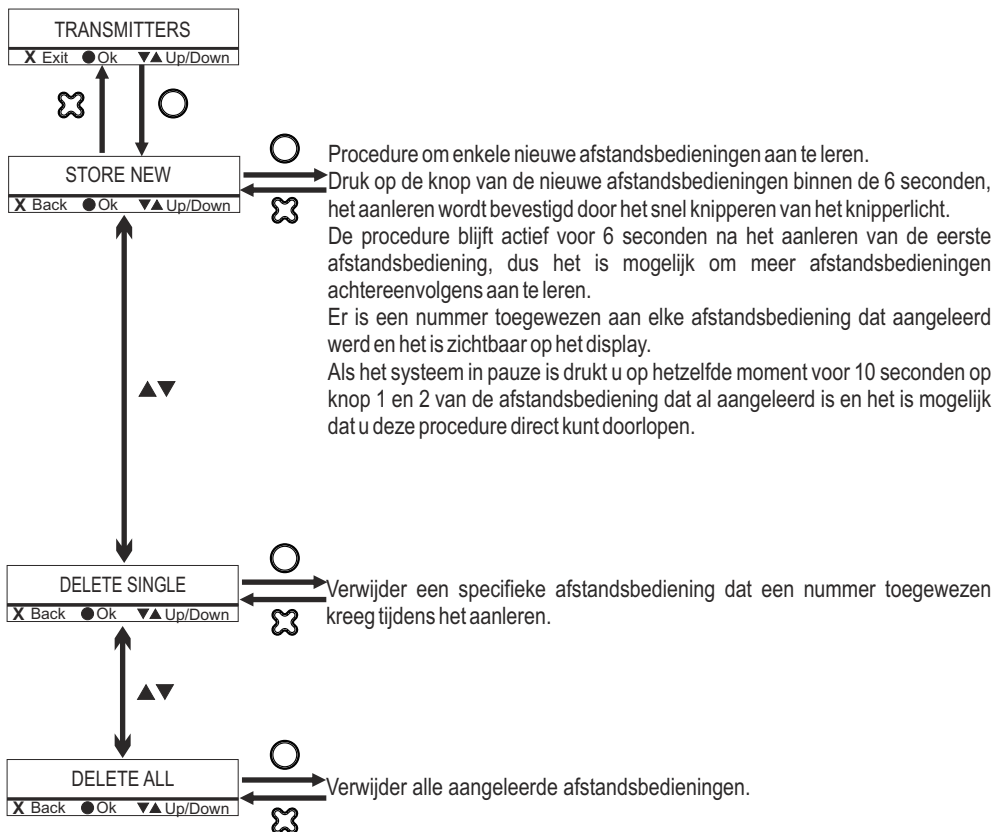 TRANSMITTERS
X Exit ●Ok ▼▲Up/Down
STORE NEW
X Back ●Ok ▼▲Up/Down
Procedure om enkele nieuwe afstandsbedieningen aan te leren.
Druk op de knop van de nieuwe afstandsbedieningen binnen de 6 seconden,
het aanleren wordt bevestigd door het snel knipperen van het knipperlicht.
De procedure blijft actief voor 6 seconden na het aanleren van de eerste
afstandsbediening, dus het is mogelijk om meer afstandsbedieningen
achtereenvolgens aan te leren.
Er is een nummer toegewezen aan elke afstandsbediening dat aangeleerd
werd en het is zichtbaar op het display.
Als het systeem in pauze is drukt u op hetzelfde moment voor 10 seconden op
knop 1 en 2 van de afstandsbediening dat al aangeleerd is en het is mogelijk
dat u deze procedure direct kunt doorlopen.
▲▼
DELETE SINGLE
X Back ●Ok ▼▲Up/Down
Verwijder een specifieke afstandsbediening dat een nummer toegewezen
kreeg tijdens het aanleren.
▲▼
DELETE ALL
X Back ●Ok ▼▲Up/Down
Verwijder alle aangeleerde afstandsbedieningen.